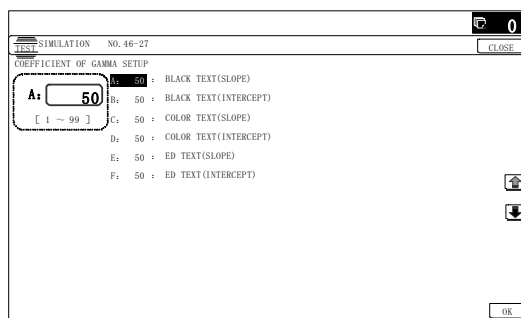 0
TEST SIMULATION NO.46-27
CLOSE
COEFFICIENT OF GAMMA SETUP
A: 50
[ 1 ~ 99 ]
A: 50 : BLACK TEXT(SLOPE)
B: 50 : BLACK TEXT(INTERCEPT)
C: 50 : COLOR TEXT(SLOPE)
D: 50 : COLOR TEXT(INTERCEPT)
E: 50 : ED TEXT(SLOPE)
F: 50 : ED TEXT(INTERCEPT)
OK